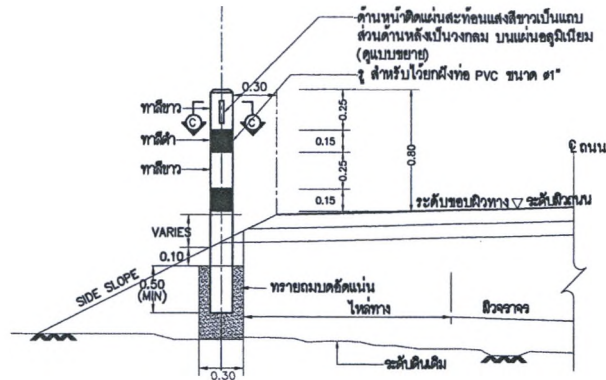 ด้านหน้าติดแผ่นสะท้อนแสงสีขาวเป็นแถบ
ส่วนด้านหลังเป็นวงกลม บนแผ่นอลูมิเนียม
(ดูแบบขยาย)
รู สำหรับไว้ยกฝังท่อ PVC ขนาด ø1"
0.30
ทาสีขาว
C C
ทาสีดำ
ทาสีขาว
0.25
0.15
0.25
0.15
0.80
℄ ถนน
ระดับขอบผิวทาง ระดับผิวถนน
VARIES
0.10
SIDE SLOPE
0.50
(MIN)
ทรายถมบดอัดแน่น
ไหล่ทาง
ผิวจราจร
ระดับดินเดิม
0.30